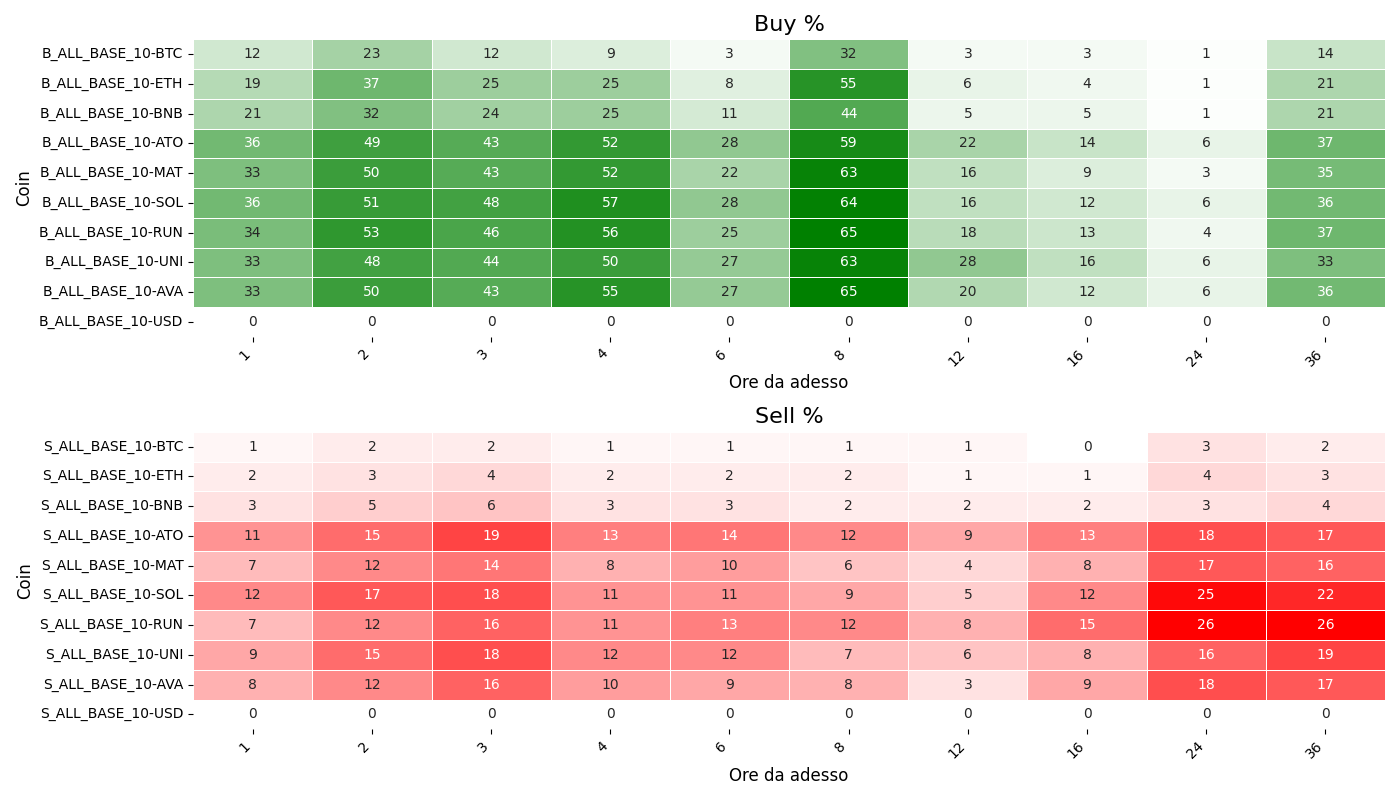 Buy %
Coin
B_ALL_BASE_10-BTC 12 23 12 9 3 32 3 3 1 14
B_ALL_BASE_10-ETH 19 37 25 25 8 55 6 4 1 21
B_ALL_BASE_10-BNB 21 32 24 25 11 44 5 5 1 21
B_ALL_BASE_10-ATO 36 49 43 52 28 59 22 14 6 37
B_ALL_BASE_10-MAT 33 50 43 52 22 63 16 9 3 35
B_ALL_BASE_10-SOL 36 51 48 57 28 64 16 12 6 36
B_ALL_BASE_10-RUN 34 53 46 56 25 65 18 13 4 37
B_ALL_BASE_10-UNI 33 48 44 50 27 63 28 16 6 33
B_ALL_BASE_10-AVA 33 50 43 55 27 65 20 12 6 36
B_ALL_BASE_10-USD 0 0 0 0 0 0 0 0 0 0
1 2 3 4 6 8 12 16 24 36
Ore da adesso
Sell %
Coin
S_ALL_BASE_10-BTC 1 2 2 1 1 1 1 0 3 2
S_ALL_BASE_10-ETH 2 3 4 2 2 2 1 1 4 3
S_ALL_BASE_10-BNB 3 5 6 3 3 2 2 2 3 4
S_ALL_BASE_10-ATO 11 15 19 13 14 12 9 13 18 17
S_ALL_BASE_10-MAT 7 12 14 8 10 6 4 8 17 16
S_ALL_BASE_10-SOL 12 17 18 11 11 9 5 12 25 22
S_ALL_BASE_10-RUN 7 12 16 11 13 12 8 15 26 26
S_ALL_BASE_10-UNI 9 15 18 12 12 7 6 8 16 19
S_ALL_BASE_10-AVA 8 12 16 10 9 8 3 9 18 17
S_ALL_BASE_10-USD 0 0 0 0 0 0 0 0 0 0
1 2 3 4 6 8 12 16 24 36
Ore da adesso